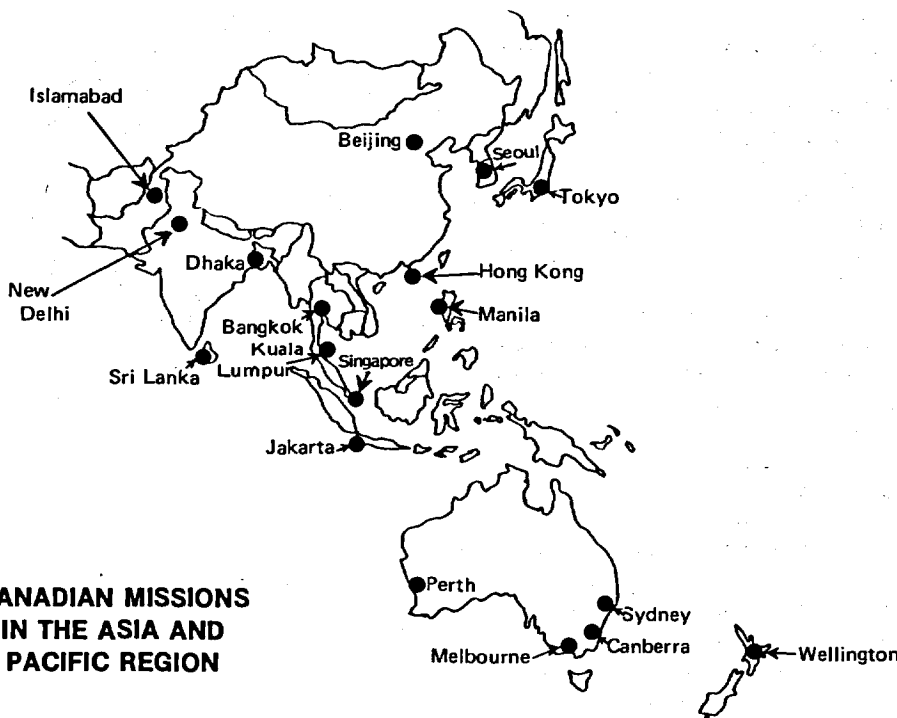 Islamabad
Beijing
Seoul
Tokyo
Dhaka
Hong Kong
New
Delhi
Bangkok
Manila
Kuala
Lumpur
Singapore
Sri Lanka
Jakarta
Perth
Sydney
Canberra
Melbourne
Wellington
ANADIAN MISSIONS
IN THE ASIA AND
PACIFIC REGION